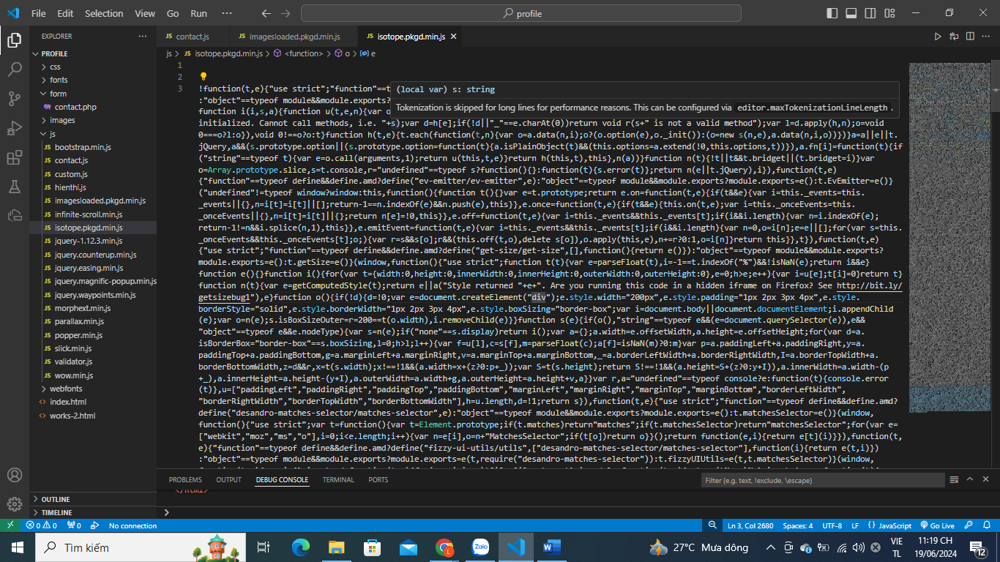 File Edit Selection View Go Run ··· profile
EXPLORER ···
PROFILE
css
fonts
form
contact.php
images
js
JS bootstrap.min.js
JS contact.js
JS custom.js
JS hienthi.js
JS imagesloaded.pkgd.min.js
JS infinite-scroll.min.js
JS isotope.pkgd.min.js
JS jquery-1.12.3.min.js
JS jquery.counterup.min.js
JS jquery.easing.min.js
JS jquery.magnific-popup.min.js
JS jquery.waypoints.min.js
JS morphext.min.js
JS parallax.min.js
JS popper.min.js
JS slick.min.js
JS validator.js
JS wow.min.js
webfonts
<> index.html
<> works-2.html
OUTLINE
TIMELINE
JS contact.js JS imagesloaded.pkgd.min.js JS isotope.pkgd.min.js
js > JS isotope.pkgd.min.js > <function> > o > e
1
2
3
(local var) s: string
Tokenization is skipped for long lines for performance reasons. This can be configured via editor.maxTokenizationLineLength.
!function(t,e){"use strict";"function"==t
:"object"==typeof module&&module.exports?
function i(i,s,a){function u(t,e,n){var o
initialized. Cannot call methods, i.e. "+s);var d=h[e];if(!d||"_"==e.charAt(0))return void r(s+" is not a valid method");var l=d.apply(h,n);o=void
0===o?l:o}),void 0!==o?o:t}function h(t,e){t.each(function(t,n){var o=a.data(n,i);o?(o.option(e),o._init()):(o=new s(n,e),a.data(n,i,o))})}a=a||e||t.
jQuery,a&&(s.prototype.option||(s.prototype.option=function(t){a.isPlainObject(t)&&(this.options=a.extend(!0,this.options,t))}),a.fn[i]=function(t){if
("string"==typeof t){var e=o.call(arguments,1);return u(this,t,e)}return h(this,t),this},n(a))}function n(t){!t||t&&t.bridget||(t.bridget=i)}var
o=Array.prototype.slice,s=t.console,r="undefined"==typeof s?function(){}:function(t){s.error(t)};return n(e||t.jQuery),i}),function(t,e)
{"function"==typeof define&&define.amd?define("ev-emitter/ev-emitter",e):"object"==typeof module&&module.exports?module.exports=e():t.EvEmitter=e()}
("undefined"!=typeof window?window:this,function(){function t(){}var e=t.prototype;return e.on=function(t,e){if(t&&e){var i=this._events=this.
_events||{},n=i[t]=i[t]||[];return-1==n.indexOf(e)&&n.push(e),this}},e.once=function(t,e){if(t&&e){this.on(t,e);var i=this._onceEvents=this.
_onceEvents||{},n=i[t]=i[t]||{};return n[e]=!0,this}},e.off=function(t,e){var i=this._events&&this._events[t];if(i&&i.length){var n=i.indexOf(e);
return-1!=n&&i.splice(n,1),this}},e.emitEvent=function(t,e){var i=this._events&&this._events[t];if(i&&i.length){var n=0,o=i[n];e=e||[];for(var s=this.
_onceEvents&&this._onceEvents[t];o;){var r=s&&s[o];r&&(this.off(t,o),delete s[o]),o.apply(this,e),n+=r?0:1,o=i[n]}return this}},t}),function(t,e)
{"use strict";"function"==typeof define&&define.amd?define("get-size/get-size",[],function(){return e()}):"object"==typeof module&&module.exports?
module.exports=e():t.getSize=e()}(window,function(){"use strict";function t(t){var e=parseFloat(t),i=-1==t.indexOf("%")&&!isNaN(e);return i&&e}
function e(){}function i(){for(var t={width:0,height:0,innerWidth:0,innerHeight:0,outerWidth:0,outerHeight:0},e=0;h>e;e++){var i=u[e];t[i]=0}return t}
function n(t){var e=getComputedStyle(t);return e||a("Style returned "+e+". Are you running this code in a hidden iframe on Firefox? See http://bit.ly/
getsizebug1"),e}function o(){if(!d){d=!0;var e=document.createElement("div");e.style.width="200px",e.style.padding="1px 2px 3px 4px",e.style.
borderStyle="solid",e.style.borderWidth="1px 2px 3px 4px",e.style.boxSizing="border-box";var i=document.body||document.documentElement;i.appendChild
(e);var o=n(e);s.isBoxSizeOuter=r=200==t(o.width),i.removeChild(e)}}function s(e){if(o(),"string"==typeof e&&(e=document.querySelector(e)),e&&
"object"==typeof e&&e.nodeType){var s=n(e);if("none"==s.display)return i();var a={};a.width=e.offsetWidth,a.height=e.offsetHeight;for(var d=a.
isBorderBox="border-box"==s.boxSizing,l=0;h>l;l++){var f=u[l],c=s[f],m=parseFloat(c);a[f]=isNaN(m)?0:m}var p=a.paddingLeft+a.paddingRight,y=a.
paddingTop+a.paddingBottom,g=a.marginLeft+a.marginRight,v=a.marginTop+a.marginBottom,_=a.borderLeftWidth+a.borderRightWidth,I=a.borderTopWidth+a.
borderBottomWidth,z=d&&r,x=t(s.width);x!==!1&&(a.width=x+(z?0:p+_));var S=t(s.height);return S!==!1&&(a.height=S+(z?0:y+I)),a.innerWidth=a.width-(p
+_),a.innerHeight=a.height-(y+I),a.outerWidth=a.width+g,a.outerHeight=a.height+v,a}}var r,a="undefined"==typeof console?e:function(t){console.error
(t)},u=["paddingLeft","paddingRight","paddingTop","paddingBottom","marginLeft","marginRight","marginTop","marginBottom","borderLeftWidth",
"borderRightWidth","borderTopWidth","borderBottomWidth"],h=u.length,d=!1;return s}),function(t,e){"use strict";"function"==typeof define&&define.amd?
define("desandro-matches-selector/matches-selector",e):"object"==typeof module&&module.exports?module.exports=e():t.matchesSelector=e()}(window,
function(){"use strict";var t=function(){var t=Element.prototype;if(t.matches)return"matches";if(t.matchesSelector)return"matchesSelector";for(var e=
["webkit","moz","ms","o"],i=0;i<e.length;i++){var n=e[i],o=n+"MatchesSelector";if(t[o])return o}}();return function(e,i){return e[t](i)}}),function(t,
e){"function"==typeof define&&define.amd?define("fizzy-ui-utils/utils",["desandro-matches-selector/matches-selector"],function(i){return e(t,i)})
:"object"==typeof module&&module.exports?module.exports=e(t,require("desandro-matches-selector")):t.fizzyUIUtils=e(t,t.matchesSelector)}(window,
PROBLEMS OUTPUT DEBUG CONSOLE TERMINAL PORTS Filter (e.g. text, !exclude, \escape)
</html>
>
0 0 0 No connection Ln 3, Col 2680 Spaces: 4 UTF-8 LF {} JavaScript Go Live
Tìm kiếm Zalo 27°C Mưa dông VIE 11:19 CH
TL 19/06/2024 12